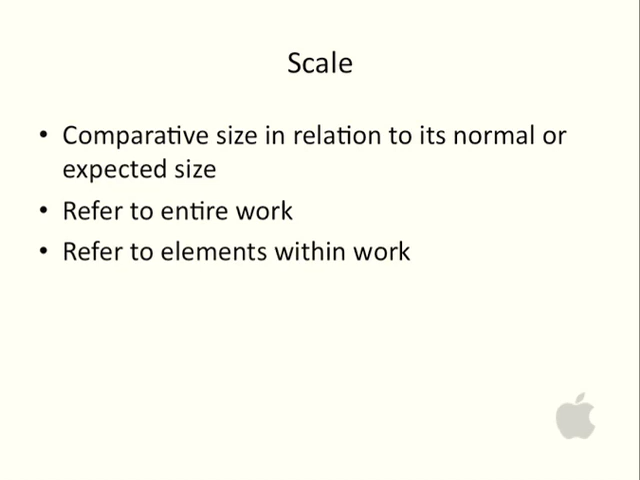 Scale
• Comparative size in relation to its normal or
expected size
• Refer to entire work
• Refer to elements within work